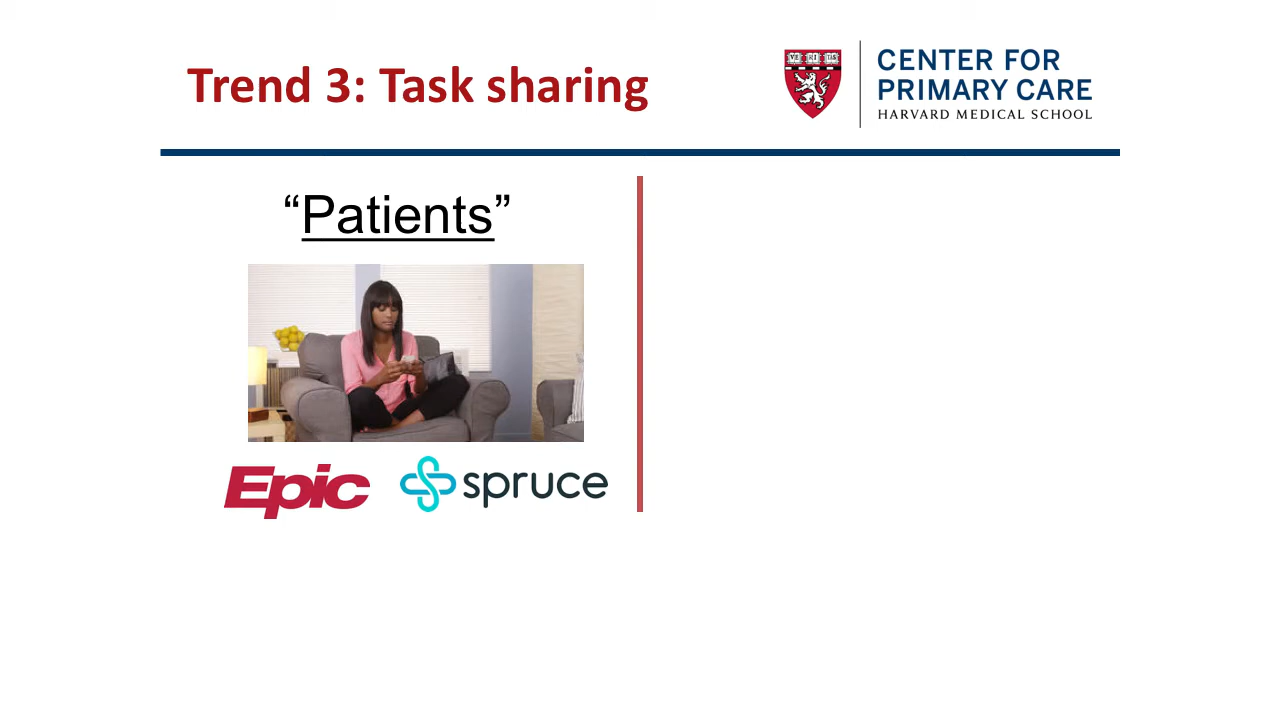 Trend 3: Task sharing
CENTER FOR
PRIMARY CARE
HARVARD MEDICAL SCHOOL
“Patients”
Epic
spruce